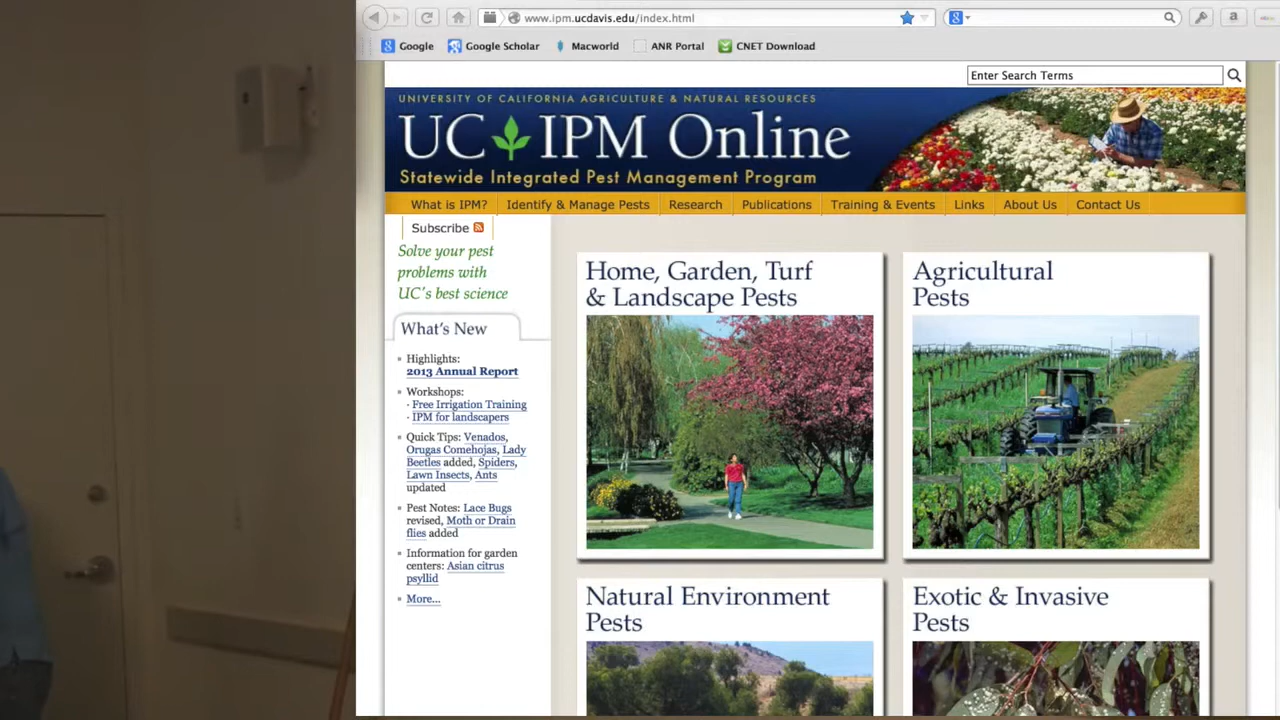 www.ipm.ucdavis.edu/index.html
Google
Google Scholar
Macworld
ANR Portal
CNET Download
Enter Search Terms
UNIVERSITY OF CALIFORNIA AGRICULTURE & NATURAL RESOURCES
UC IPM Online
Statewide Integrated Pest Management Program
What is IPM?
Identify & Manage Pests
Research
Publications
Training & Events
Links
About Us
Contact Us
Subscribe
Solve your pest
problems with
UC's best science
What's New
Highlights:
2013 Annual Report
Workshops:
- Free Irrigation Training
- IPM for landscapers
Quick Tips: Venados,
Orugas Comehojas, Lady
Beetles added, Spiders,
Lawn Insects, Ants
updated
Pest Notes: Lace Bugs
revised, Moth or Drain
flies added
Information for garden
centers: Asian citrus
psyllid
More...
Home, Garden, Turf
& Landscape Pests
Agricultural
Pests
Natural Environment
Pests
Exotic & Invasive
Pests